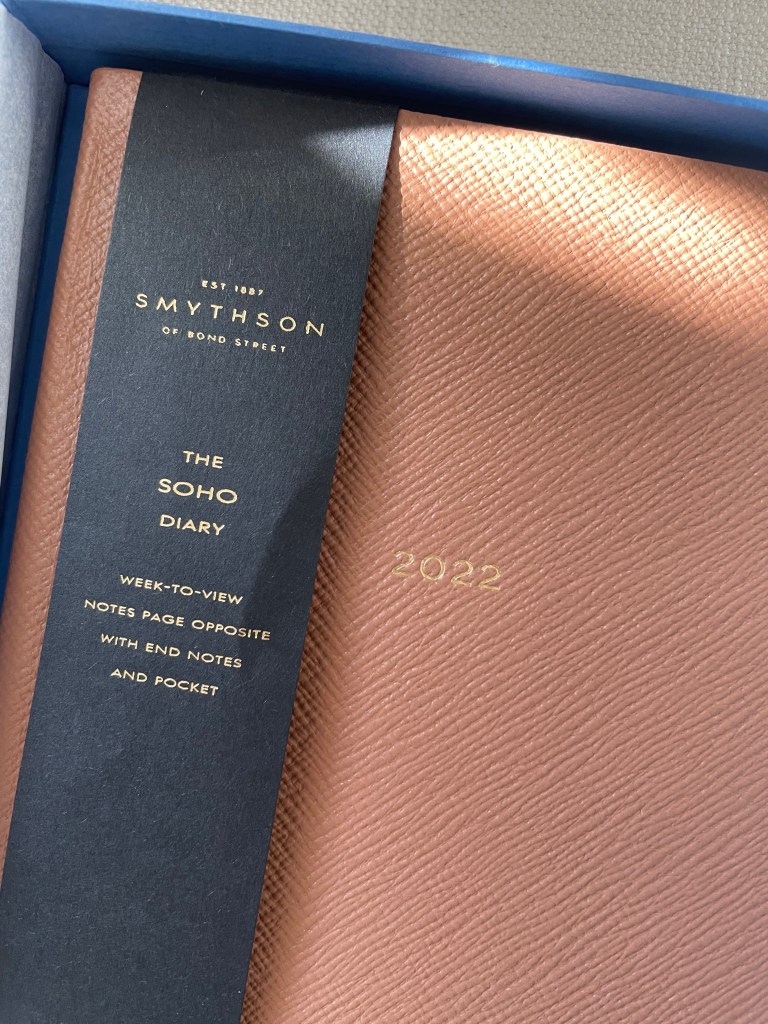 EST 1887
SMYTHSON
OF BOND STREET
THE
SOHO
DIARY
WEEK-TO-VIEW
NOTES PAGE OPPOSITE
WITH END NOTES
AND POCKET
2022